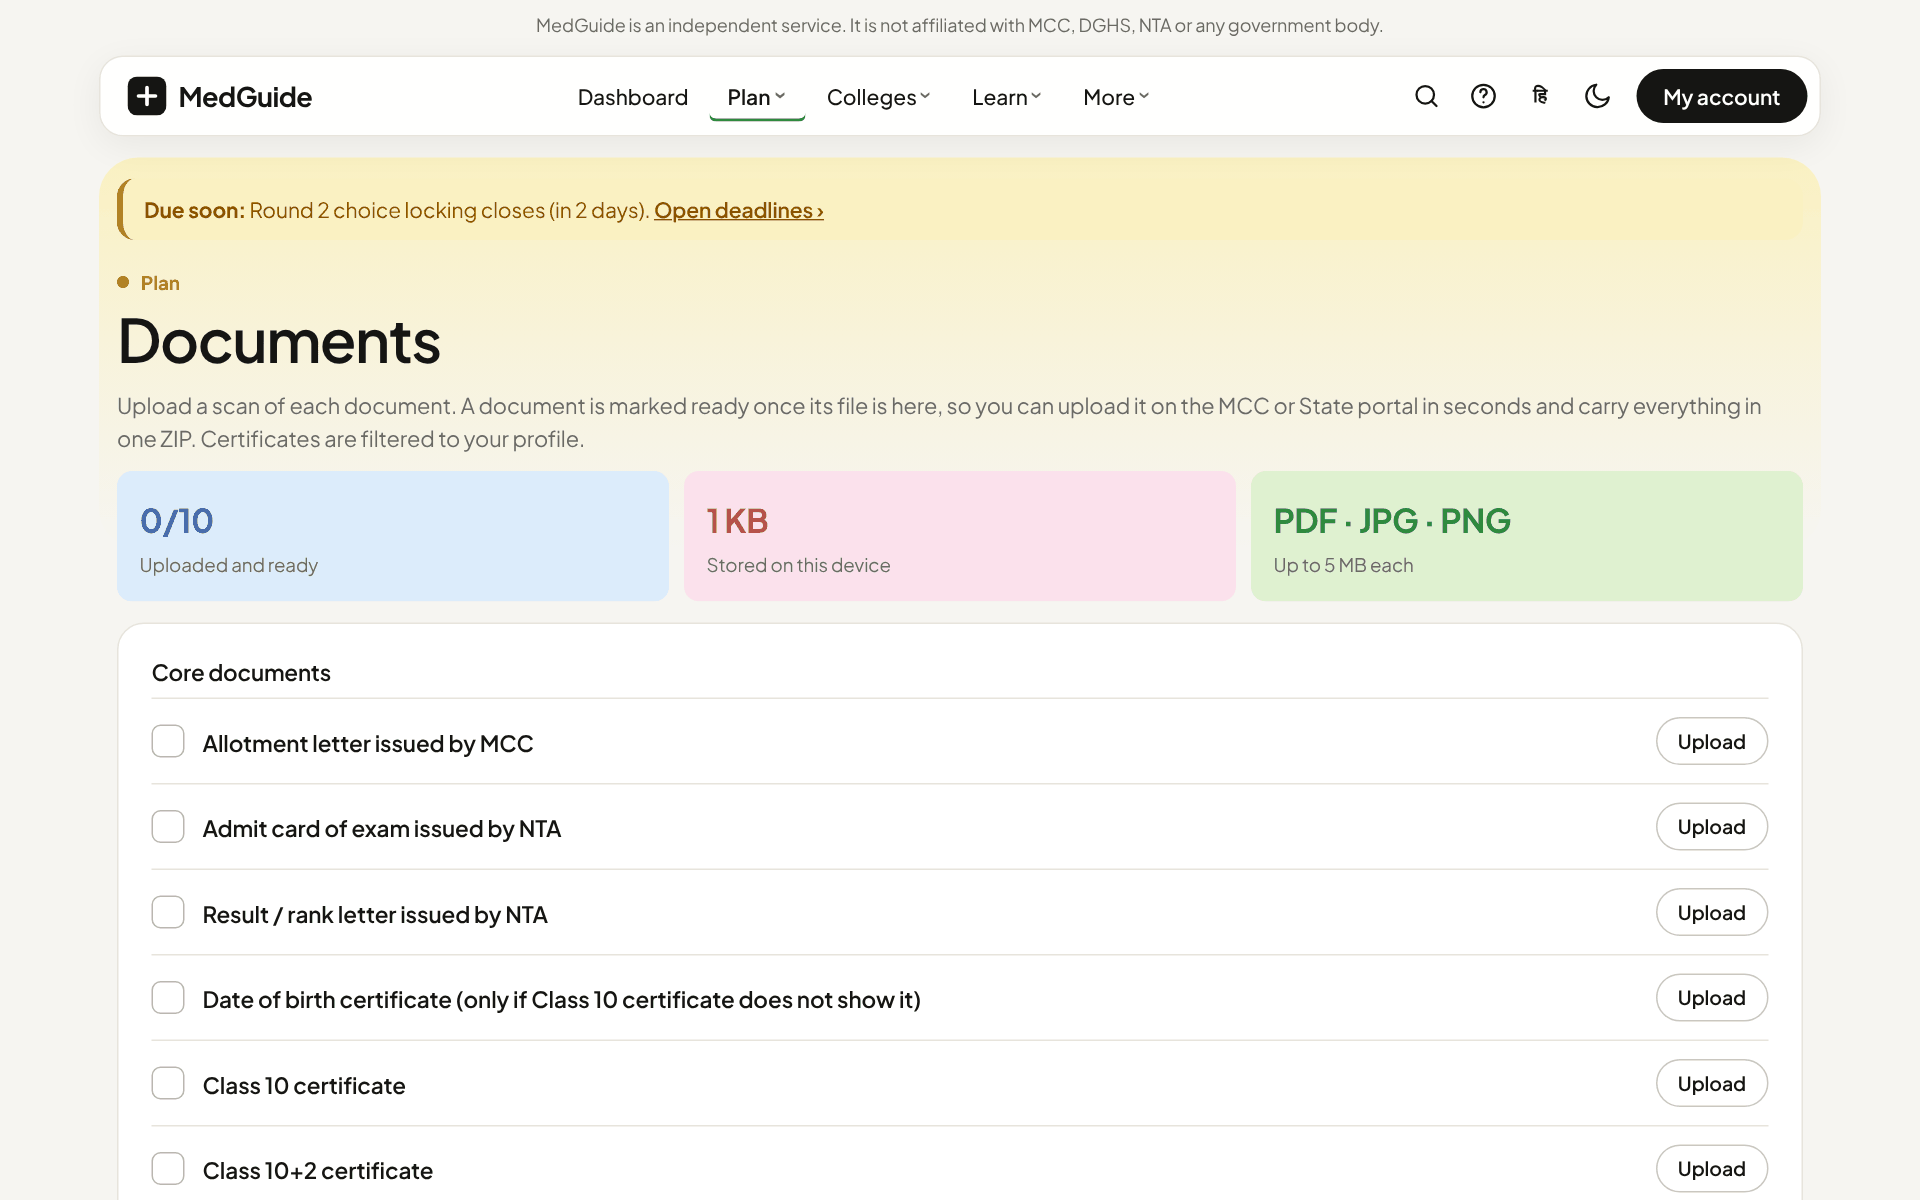 MedGuide is an independent service. It is not affiliated with MCC, DGHS, NTA or any government body.
MedGuide
Dashboard
Plan
Colleges
Learn
More
हि
My account
Due soon: Round 2 choice locking closes (in 2 days). Open deadlines ›
Plan
Documents
Upload a scan of each document. A document is marked ready once its file is here, so you can upload it on the MCC or State portal in seconds and carry everything in
one ZIP. Certificates are filtered to your profile.
0/10
Uploaded and ready
1 KB
Stored on this device
PDF · JPG · PNG
Up to 5 MB each
Core documents
Allotment letter issued by MCC
Upload
Admit card of exam issued by NTA
Upload
Result / rank letter issued by NTA
Upload
Date of birth certificate (only if Class 10 certificate does not show it)
Upload
Class 10 certificate
Upload
Class 10+2 certificate
Upload